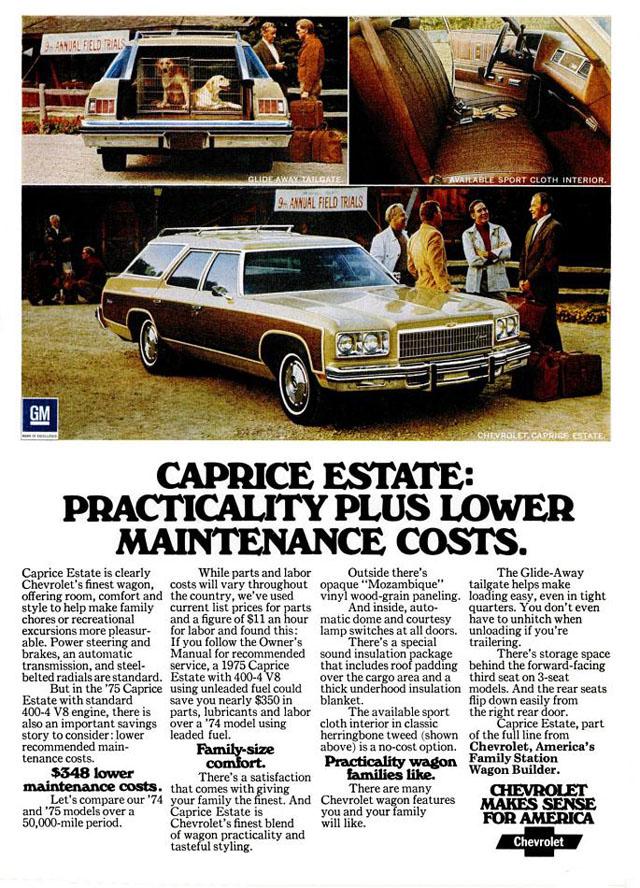 9th ANNUAL FIELD TRIALS
GLIDE-AWAY TAILGATE.
AVAILABLE SPORT CLOTH INTERIOR.
9th ANNUAL FIELD TRIALS
GM
MARK OF EXCELLENCE
CHEVROLET CAPRICE ESTATE.
CAPRICE ESTATE:
PRACTICALITY PLUS LOWER
MAINTENANCE COSTS.
Caprice Estate is clearly
Chevrolet's finest wagon,
offering room, comfort and
style to help make family
chores or recreational
excursions more pleasur-
able. Power steering and
brakes, an automatic
transmission, and steel-
belted radials are standard.
But in the '75 Caprice
Estate with standard
400-4 V8 engine, there is
also an important savings
story to consider: lower
recommended main-
tenance costs.
$348 lower
maintenance costs.
Let's compare our '74
and '75 models over a
50,000-mile period.
While parts and labor
costs will vary throughout
the country, we've used
current list prices for parts
and a figure of $11 an hour
for labor and found this:
If you follow the Owner's
Manual for recommended
service, a 1975 Caprice
Estate with 400-4 V8
using unleaded fuel could
save you nearly $350 in
parts, lubricants and labor
over a '74 model using
leaded fuel.
Family-size
comfort.
There's a satisfaction
that comes with giving
your family the finest. And
Caprice Estate is
Chevrolet's finest blend
of wagon practicality and
tasteful styling.
Outside there's
opaque "Mozambique"
vinyl wood-grain paneling.
And inside, auto-
matic dome and courtesy
lamp switches at all doors.
There's a special
sound insulation package
that includes roof padding
over the cargo area and a
thick underhood insulation
blanket.
The available sport
cloth interior in classic
herringbone tweed (shown
above) is a no-cost option.
Practicality wagon
families like.
There are many
Chevrolet wagon features
you and your family
will like.
The Glide-Away
tailgate helps make
loading easy, even in tight
quarters. You don't even
have to unhitch when
unloading if you're
trailering.
There's storage space
behind the forward-facing
third seat on 3-seat
models. And the rear seats
flip down easily from
the right rear door.
Caprice Estate, part
of the full line from
Chevrolet, America's
Family Station
Wagon Builder.
CHEVROLET
MAKES SENSE
FOR AMERICA
Chevrolet